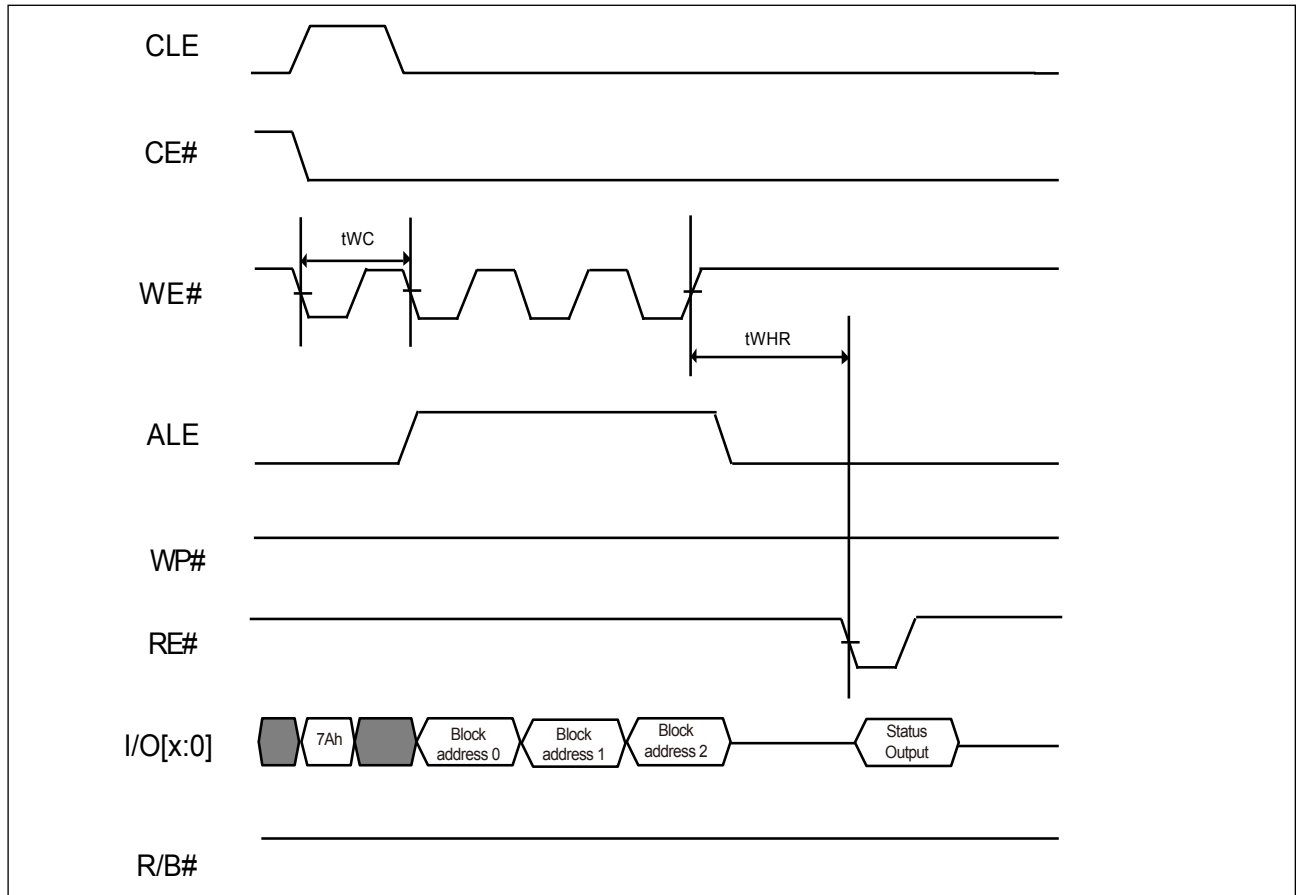 CLE
CE#
tWC
WE#
tWHR
ALE
WP#
RE#
I/O[x:0]
7Ah
Block
address 0
Block
address 1
Block
address 2
Status
Output
R/B#